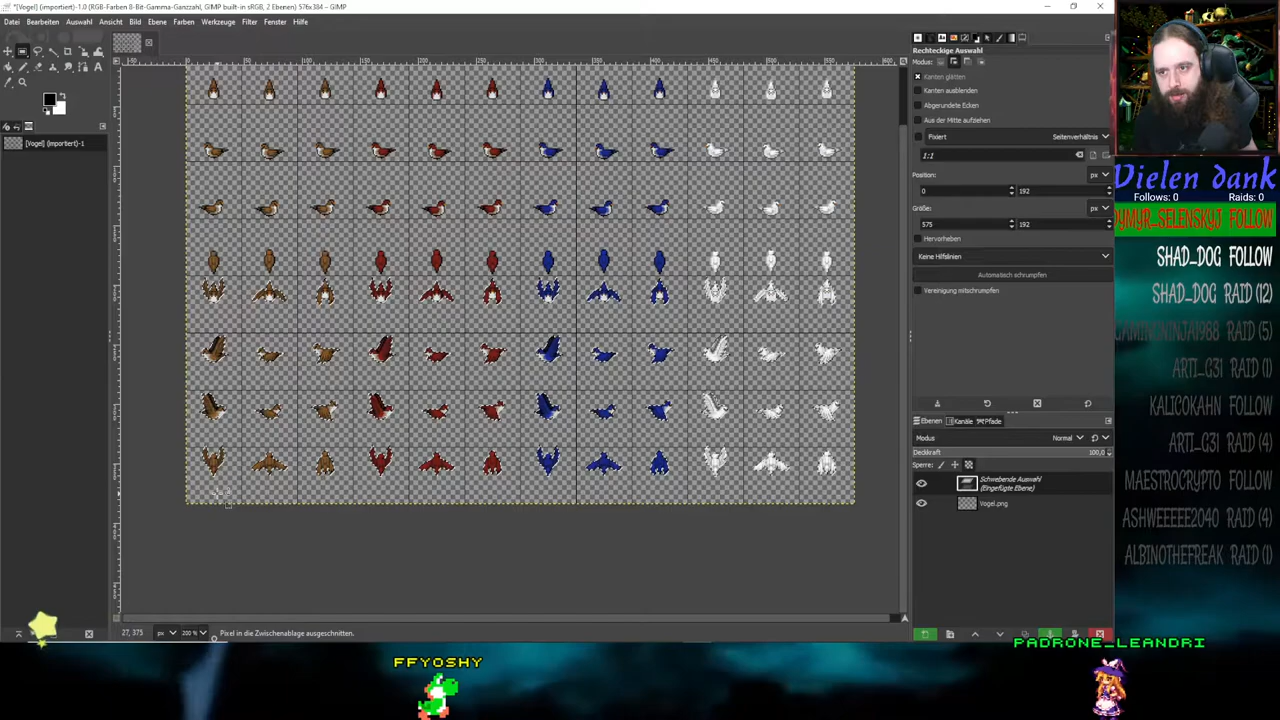 *[Vogel] (importiert)-1.0 (RGB-Farben 8-Bit-Gamma-Ganzzahl, GIMP built-in sRGB, 2 Ebenen) 576x384 – GIMP
Datei Bearbeiten Auswahl Ansicht Bild Ebene Farben Filter Werkzeuge Fenster Hilfe
[Vogel] (importiert)-1
Rechteckige Auswahl
Modus:
Kanten glätten
Kanten ausblenden
Abgerundete Ecken
Aus der Mitte aufziehen
Fixiert Seitenverhältnis
1:1
Position:
px
0 192
Größe:
px
575 192
Hervorheben
Keine Hilfslinien
Automatisch schrumpfen
Vereinigung mitschrumpfen
Ebenen Kanäle Pfade
Modus Normal
Deckkraft 100,0
Sperre:
Schwebende Auswahl
(Eingefügte Ebene)
Vogel.png
27, 375 px 200 % Pixel in die Zwischenablage ausgeschnitten.
Vielen dank
Follows: 0 Raids: 0
SHAD_DOG FOLLOW
SHAD_DOG RAID (12)
ARTI_G31 RAID (1)
KALICOKAHN FOLLOW
ARTI_G31 RAID (4)
MAESTROCRYPTO FOLLOW
ASHWEEEEE2040 RAID (4)
ALBINOTHEFREAK RAID (1)
PADRONE_LEANDRI
FFYOSHY